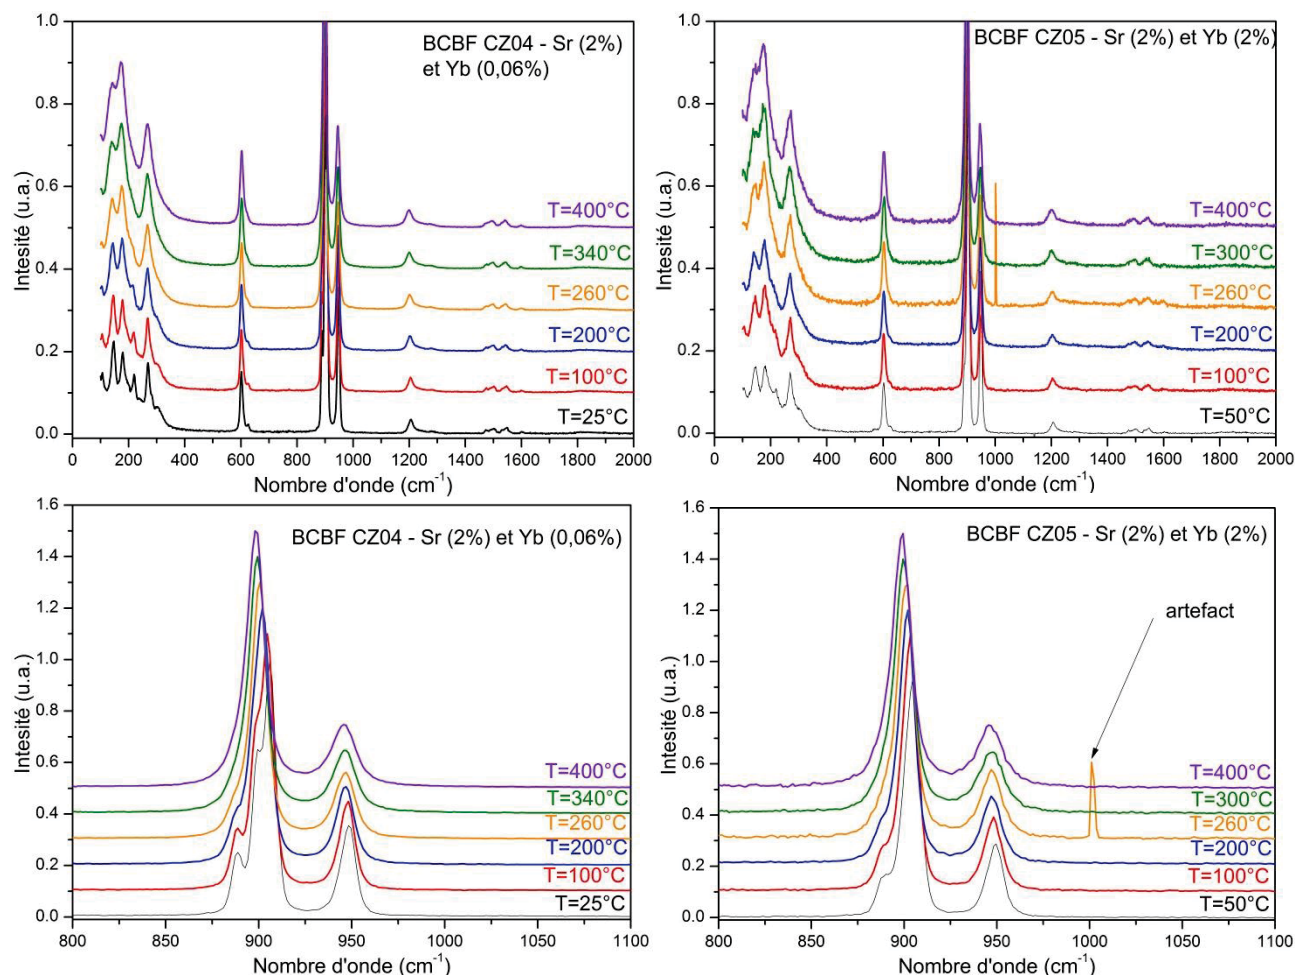 1.0
0.8
0.6
0.4
0.2
0.0
Intesité (u.a.)
BCBF CZ04 - Sr (2%)
et Yb (0,06%)
T=400°C
T=340°C
T=260°C
T=200°C
T=100°C
T=25°C
0 200 400 600 800 1000 1200 1400 1600 1800 2000
Nombre d'onde (cm⁻¹)
1.0
0.8
0.6
0.4
0.2
0.0
Intesité (u.a.)
BCBF CZ05 - Sr (2%) et Yb (2%)
T=400°C
T=300°C
T=260°C
T=200°C
T=100°C
T=50°C
0 200 400 600 800 1000 1200 1400 1600 1800 2000
Nombre d'onde (cm⁻¹)
1.6
1.4
1.2
1.0
0.8
0.6
0.4
0.2
0.0
Intesité (u.a.)
BCBF CZ04 - Sr (2%) et Yb (0,06%)
T=400°C
T=340°C
T=260°C
T=200°C
T=100°C
T=25°C
800 850 900 950 1000 1050 1100
Nombre d'onde (cm⁻¹)
1.6
1.4
1.2
1.0
0.8
0.6
0.4
0.2
0.0
Intesité (u.a.)
BCBF CZ05 - Sr (2%) et Yb (2%)
artefact
T=400°C
T=300°C
T=260°C
T=200°C
T=100°C
T=50°C
800 850 900 950 1000 1050 1100
Nombre d'onde (cm⁻¹)